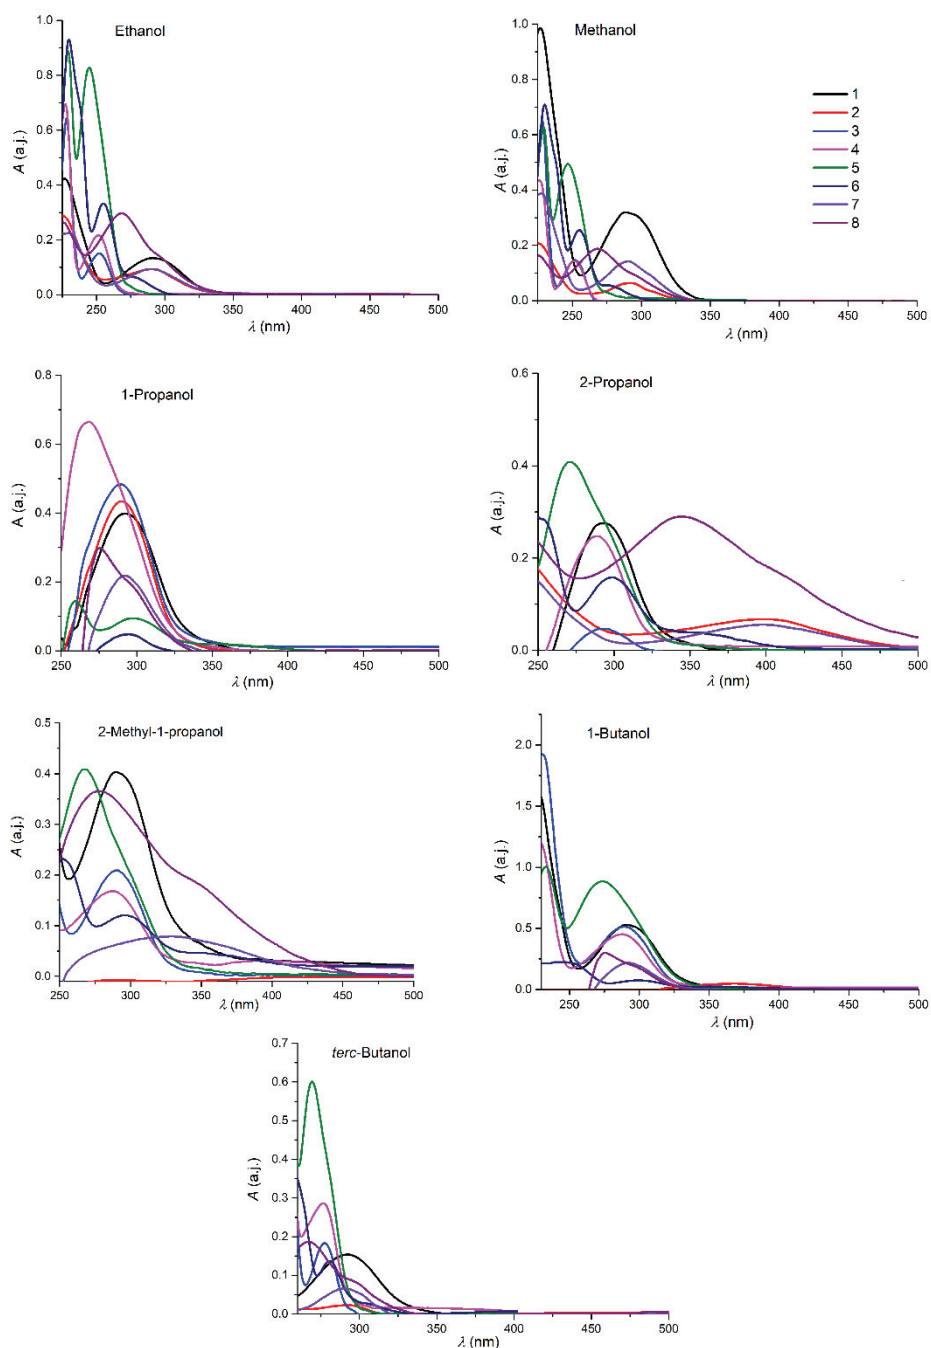 Ethanol
A (a.j.)
1.0
0.8
0.6
0.4
0.2
0.0
250 300 350 400 450 500
λ (nm)
Methanol
A (a.j.)
1.0
0.8
0.6
0.4
0.2
0.0
250 300 350 400 450 500
λ (nm)
1
2
3
4
5
6
7
8
1-Propanol
A (a.j.)
0.8
0.6
0.4
0.2
0.0
250 300 350 400 450 500
λ (nm)
2-Propanol
A (a.j.)
0.6
0.4
0.2
0.0
250 300 350 400 450 500
λ (nm)
2-Methyl-1-propanol
A (a.j.)
0.5
0.4
0.3
0.2
0.1
0.0
250 300 350 400 450 500
λ (nm)
1-Butanol
A (a.j.)
2.0
1.5
1.0
0.5
0.0
250 300 350 400 450 500
λ (nm)
terc-Butanol
A (a.j.)
0.7
0.6
0.5
0.4
0.3
0.2
0.1
0.0
300 350 400 450 500
λ (nm)